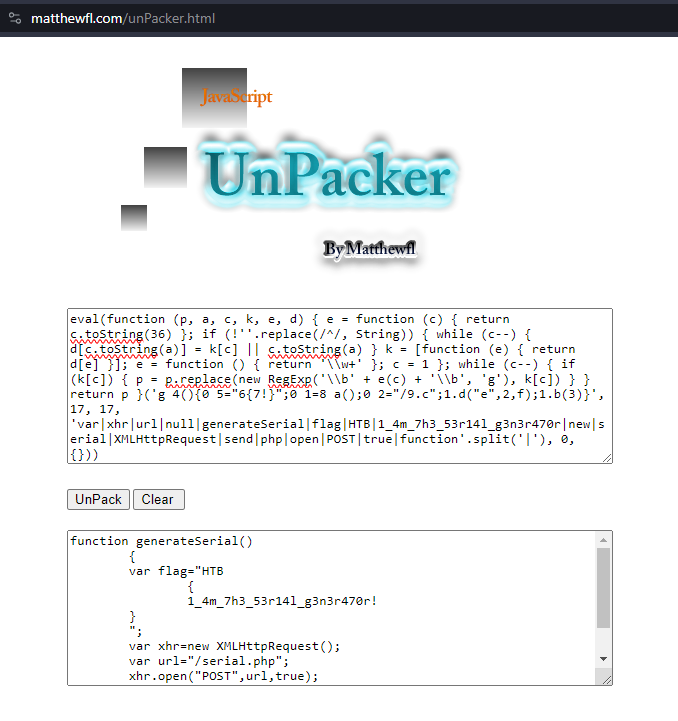 matthewfl.com/unPacker.html
JavaScript
UnPacker
By Matthewfl
eval(function (p, a, c, k, e, d) { e = function (c) { return
c.toString(36) }; if (!''.replace(/^/, String)) { while (c--) {
d[c.toString(a)] = k[c] || c.toString(a) } k = [function (e) { return
d[e] }]; e = function () { return '\\w+' }; c = 1 }; while (c--) { if
(k[c]) { p = p.replace(new RegExp('\\b' + e(c) + '\\b', 'g'), k[c]) } }
return p }('g 4(){0 5="6{7!}";0 1=8 a();0 2="/9.c";1.d("e",2,f);1.b(3)}',
17, 17,
'var|xhr|url|null|generateSerial|flag|HTB|1_4m_7h3_53r14l_g3n3r470r|new|s
erial|XMLHttpRequest|send|php|open|POST|true|function'.split('|'), 0,
{}))
UnPack Clear
function generateSerial()
{
var flag="HTB
{
1_4m_7h3_53r14l_g3n3r470r!
}
";
var xhr=new XMLHttpRequest();
var url="/serial.php";
xhr.open("POST",url,true);